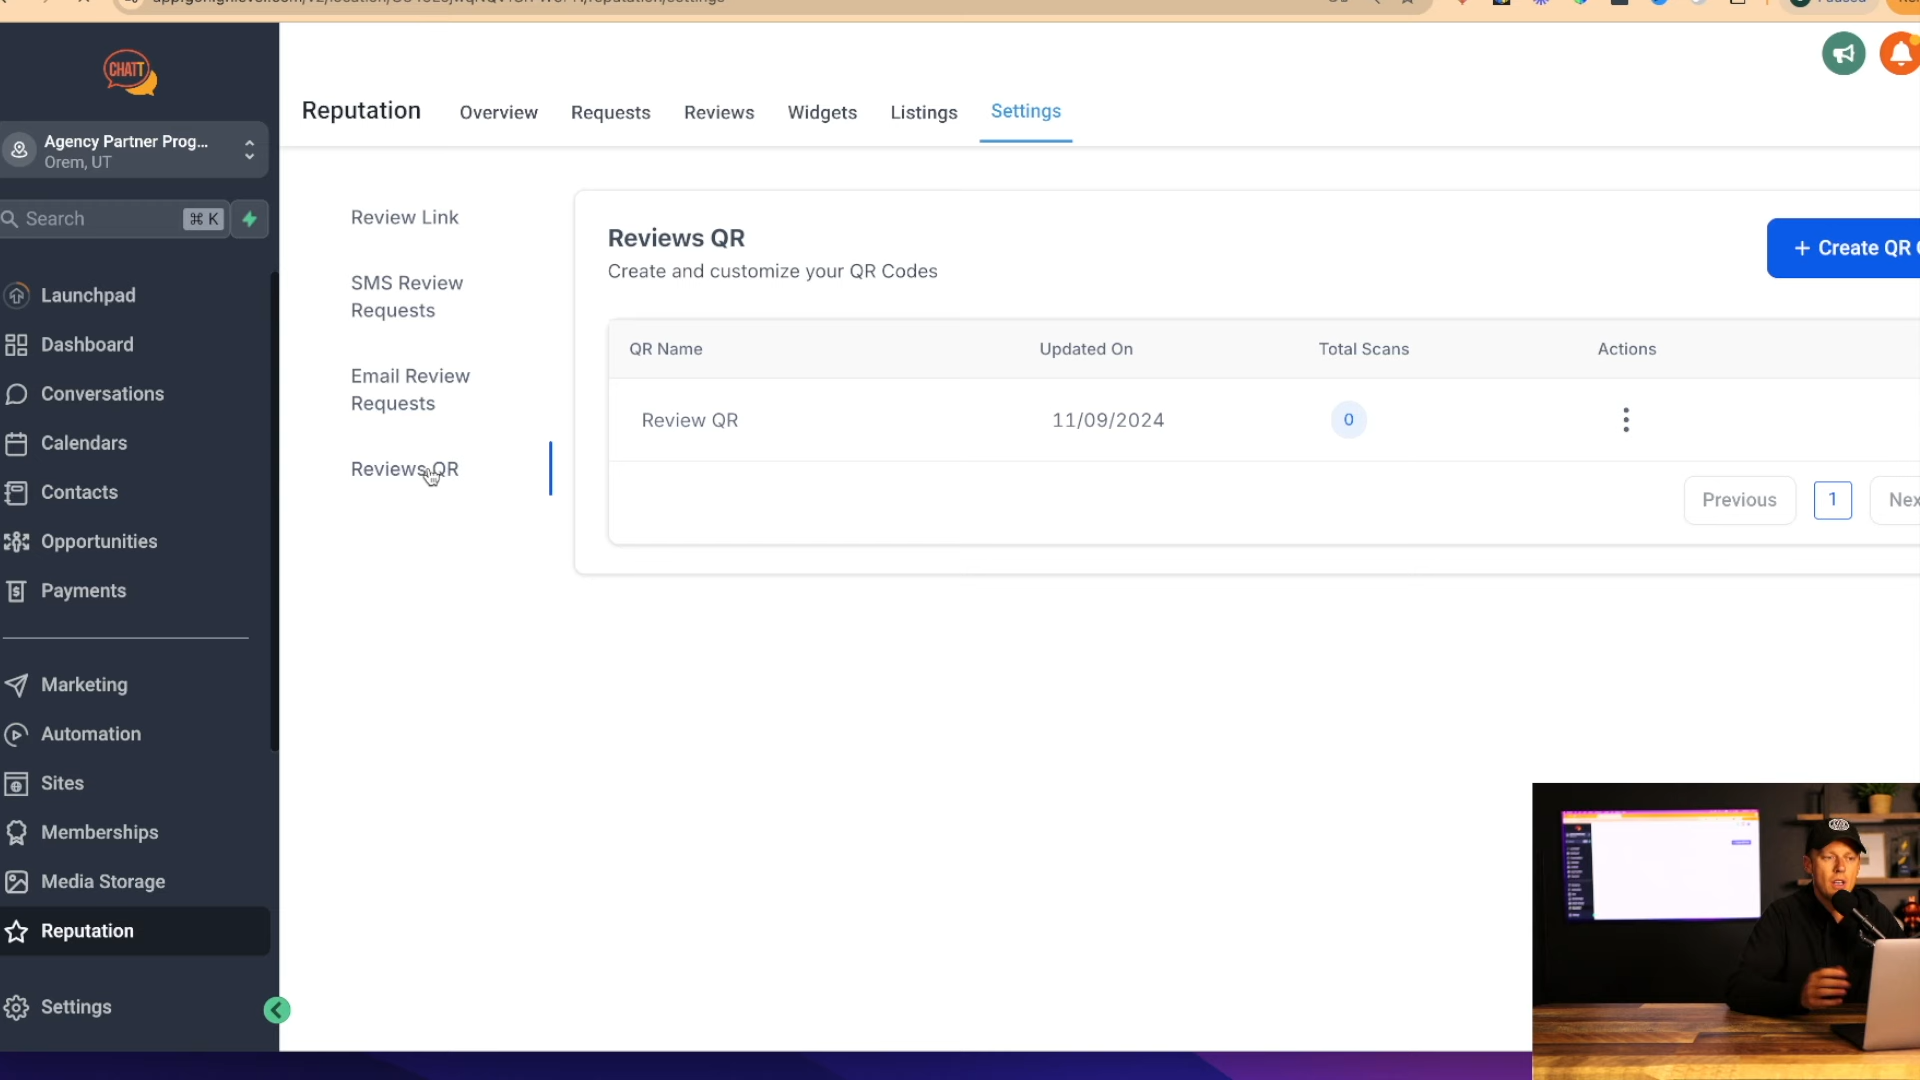 CHATT
Agency Partner Prog...
Orem, UT
Search
⌘ K
Launchpad
Dashboard
Conversations
Calendars
Contacts
Opportunities
Payments
Marketing
Automation
Sites
Memberships
Media Storage
Reputation
Settings
Reputation
Overview
Requests
Reviews
Widgets
Listings
Settings
Review Link
SMS Review
Requests
Email Review
Requests
Reviews QR
Reviews QR
Create and customize your QR Codes
+ Create QR
QR Name
Updated On
Total Scans
Actions
Review QR
11/09/2024
0
Previous
1
Nex